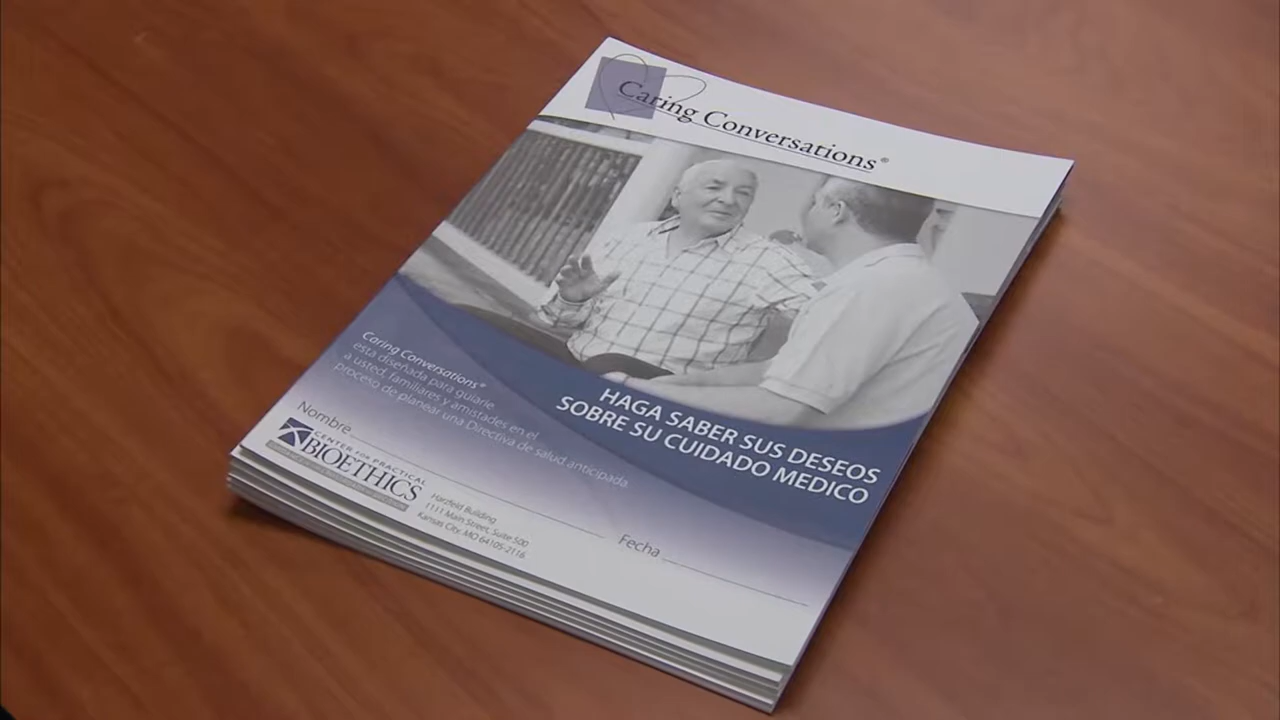 Caring Conversations®
HAGA SABER SUS DESEOS
SOBRE SU CUIDADO MEDICO
Caring Conversations®
esta diseñada para guiarle
a usted, familiares y amistades en el
proceso de planear una Directiva de salud anticipada
Nombre
Fecha
CENTER FOR PRACTICAL
BIOETHICS
Harzfeld Building
1111 Main Street, Suite 500
Kansas City, MO 64105-2116